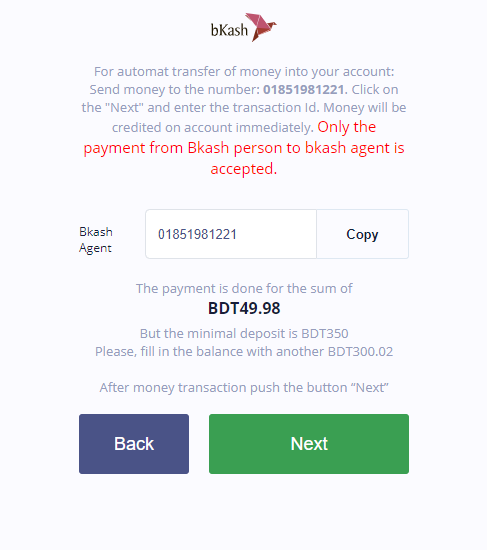 bKash
For automat transfer of money into your account:
Send money to the number: 01851981221. Click on
the "Next" and enter the transaction Id. Money will be
credited on account immediately. Only the
payment from Bkash person to bkash agent is
accepted.
Bkash
Agent
01851981221
Copy
The payment is done for the sum of
BDT49.98
But the minimal deposit is BDT350
Please, fill in the balance with another BDT300.02
After money transaction push the button “Next”
Back
Next